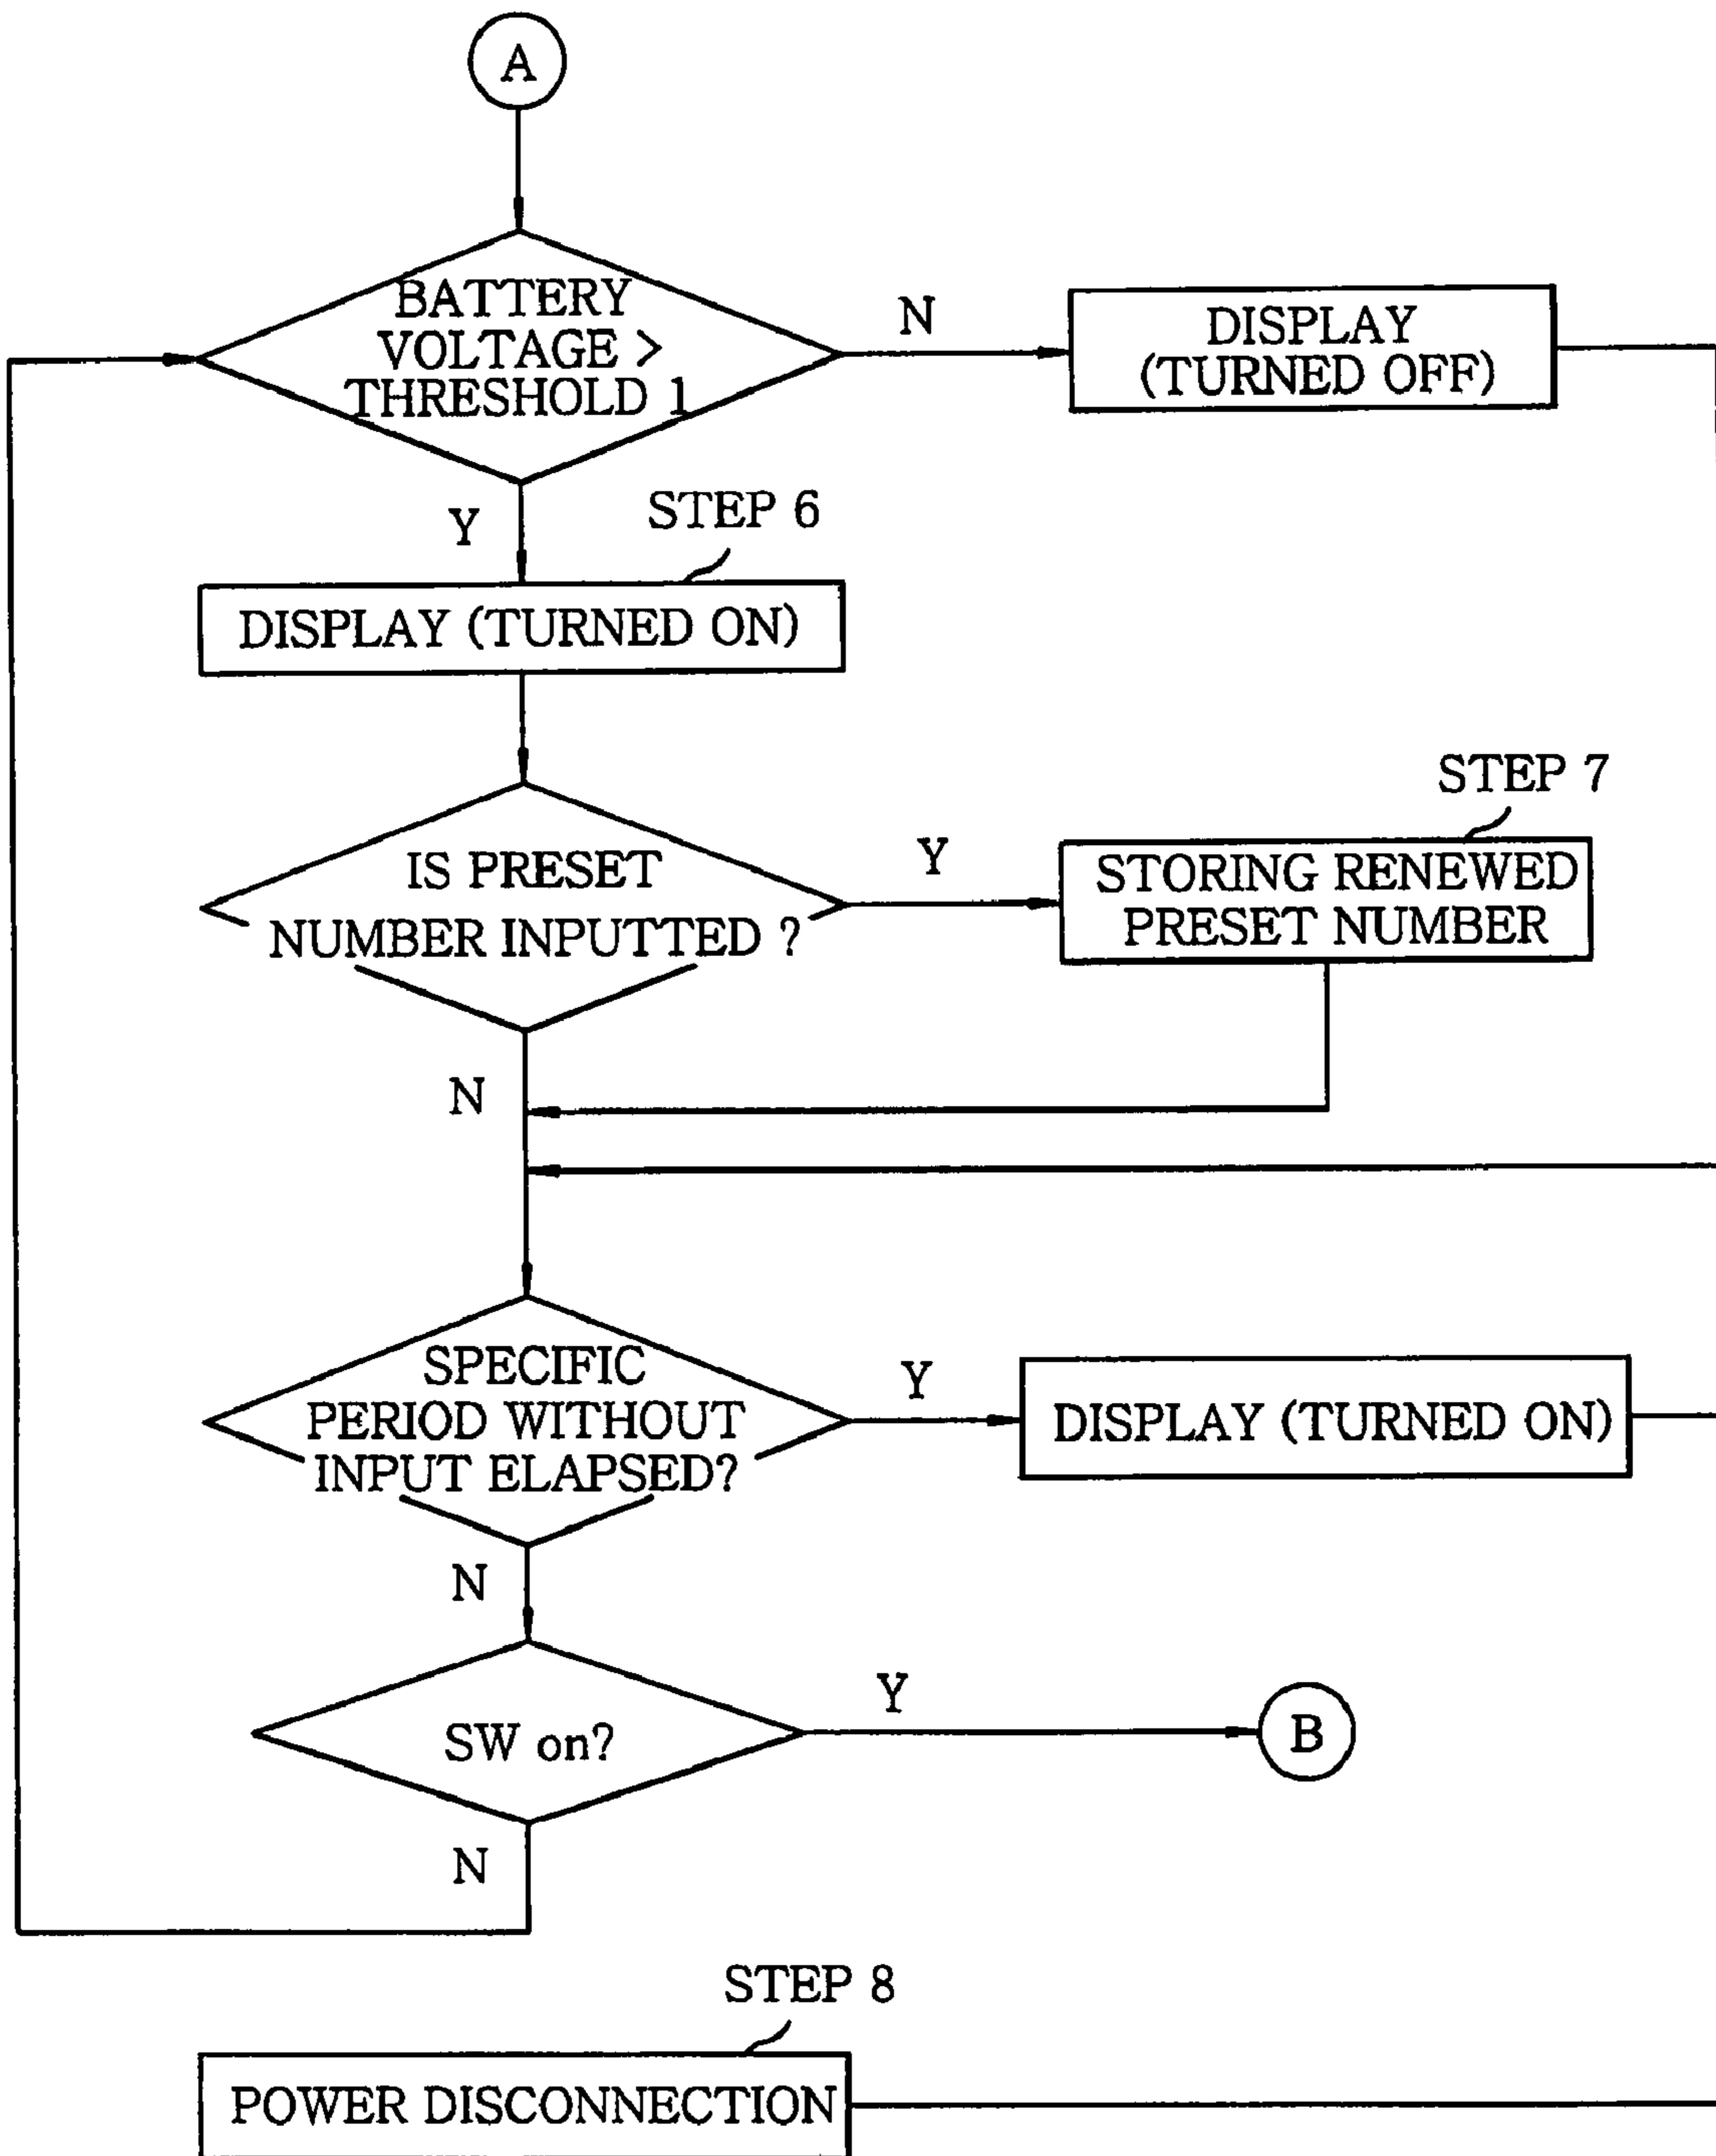 A
BATTERY
VOLTAGE >
THRESHOLD 1
N
DISPLAY
(TURNED OFF)
Y
STEP 6
DISPLAY (TURNED ON)
STEP 7
IS PRESET
NUMBER INPUTTED ?
Y
STORING RENEWED
PRESET NUMBER
N
SPECIFIC
PERIOD WITHOUT
INPUT ELAPSED?
Y
DISPLAY (TURNED ON)
N
SW on?
Y
B
N
STEP 8
POWER DISCONNECTION